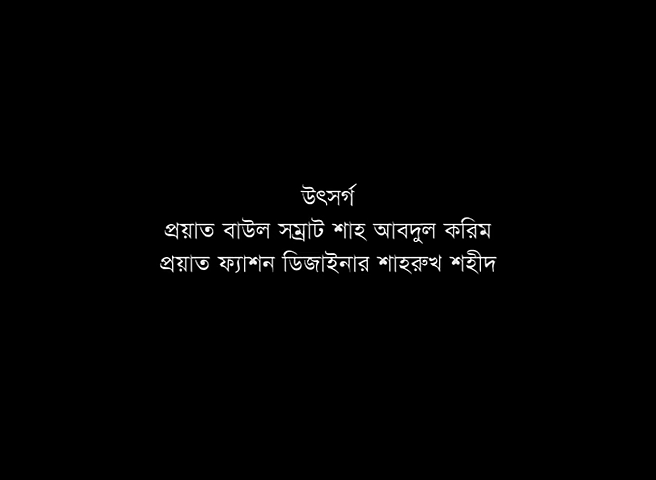 উৎসর্গ
প্রয়াত বাউল সম্রাট শাহ আবদুল করিম
প্রয়াত ফ্যাশন ডিজাইনার শাহরুখ শহীদ